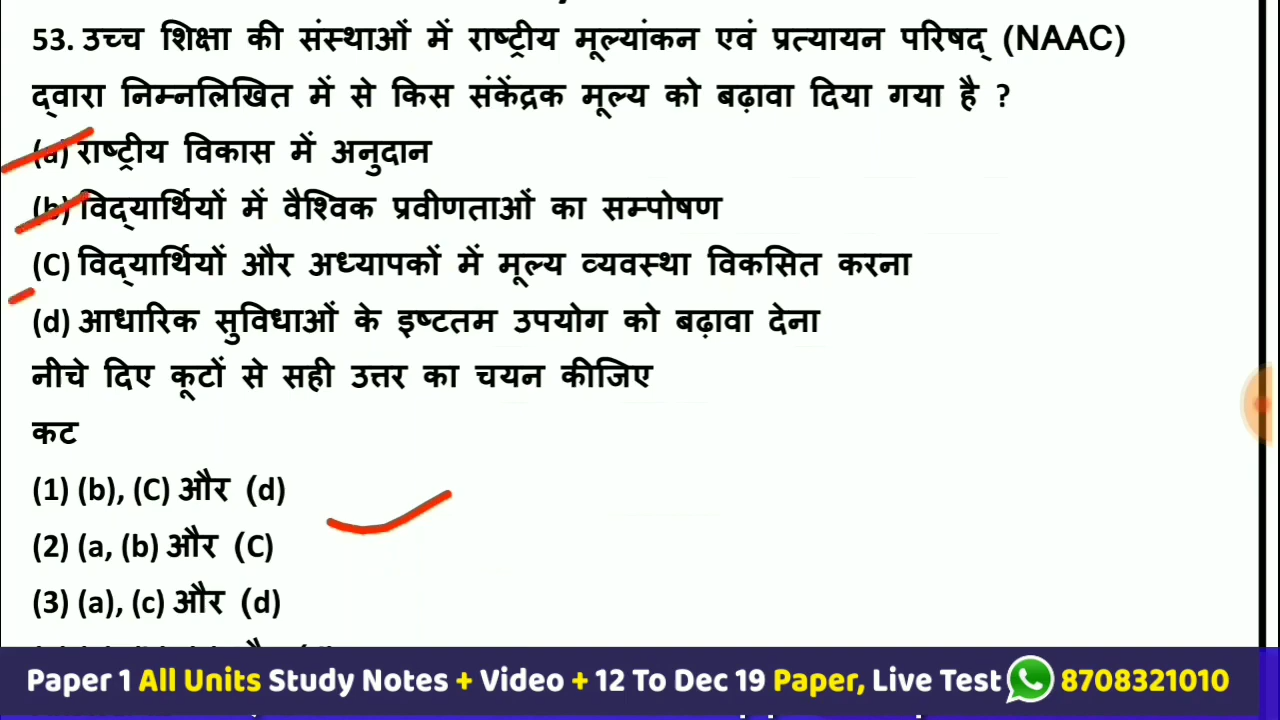 53. उच्च शिक्षा की संस्थाओं में राष्ट्रीय मूल्यांकन एवं प्रत्यायन परिषद् (NAAC)
द्वारा निम्नलिखित में से किस संकेंद्रक मूल्य को बढ़ावा दिया गया है ?
(a) राष्ट्रीय विकास में अनुदान
(b) विद्यार्थियों में वैश्विक प्रवीणताओं का सम्पोषण
(C) विद्यार्थियों और अध्यापकों में मूल्य व्यवस्था विकसित करना
(d) आधारिक सुविधाओं के इष्टतम उपयोग को बढ़ावा देना
नीचे दिए कूटों से सही उत्तर का चयन कीजिए
कट
(1) (b), (C) और (d)
(2) (a, (b) और (C)
(3) (a), (c) और (d)
Paper 1 All Units Study Notes + Video + 12 To Dec 19 Paper, Live Test 8708321010